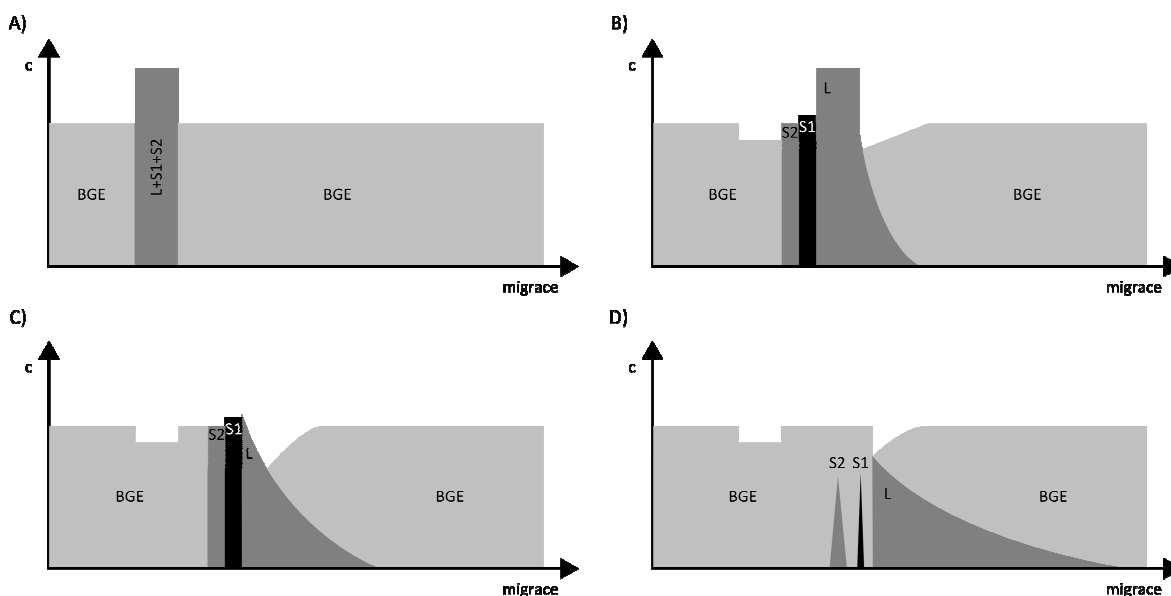 A)
c
BGE
L+S1+S2
BGE
migrace
B)
c
BGE
S2
S1
L
BGE
migrace
C)
c
BGE
S2
S1
L
BGE
migrace
D)
c
BGE
S2
S1
L
BGE
migrace